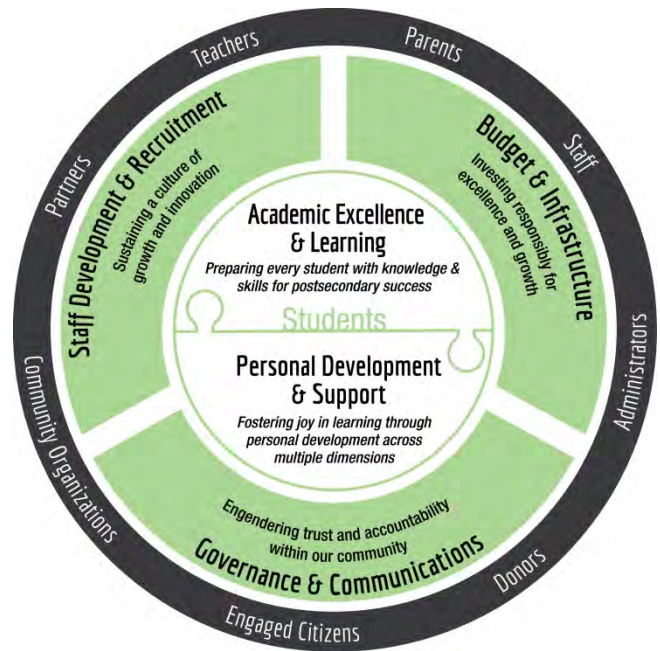 Teachers
Parents
Staff
Administrators
Donors
Engaged Citizens
Community Organizations
Partners
Staff Development & Recruitment
Sustaining a culture of
growth and innovation
Budget & Infrastructure
Investing responsibly for
excellence and growth
Academic Excellence
& Learning
Preparing every student with knowledge &
skills for postsecondary success
Students
Personal Development
& Support
Fostering joy in learning through
personal development across
multiple dimensions
Engendering trust and accountability
within our community
Governance & Communications